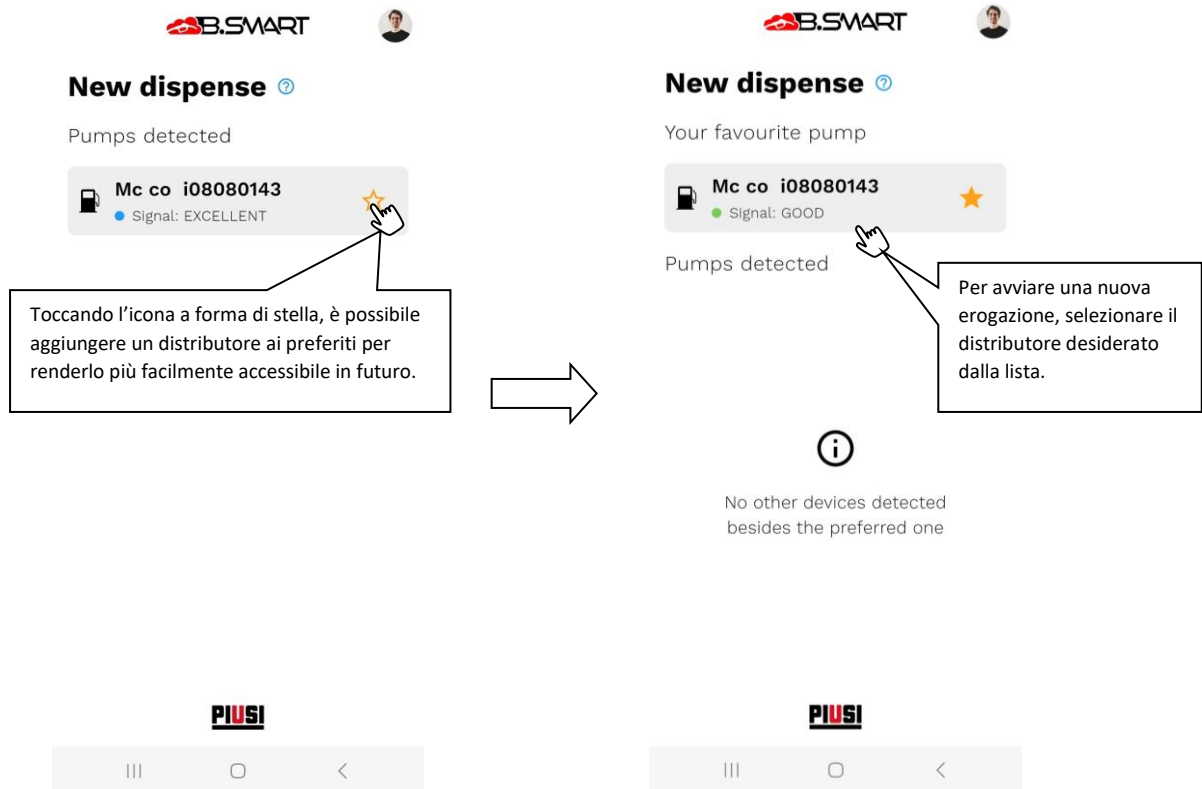 B.SMART
New dispense ?
Pumps detected
Mc co i08080143
Signal: EXCELLENT
Toccando l’icona a forma di stella, è possibile
aggiungere un distributore ai preferiti per
renderlo più facilmente accessibile in futuro.
PIUSI
B.SMART
New dispense ?
Your favourite pump
Mc co i08080143
Signal: GOOD
Pumps detected
Per avviare una nuova
erogazione, selezionare il
distributore desiderato
dalla lista.
No other devices detected
besides the preferred one
PIUSI